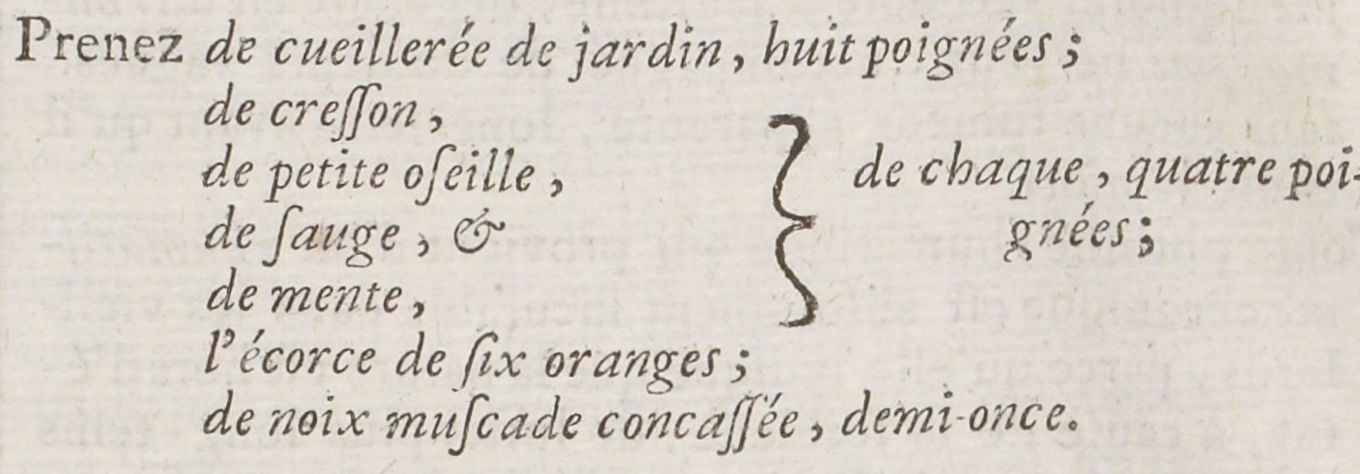 Prenez de cueillerée de jardin, huit poignées;
de creſſon,
de petite oſeille,
de ſauge, &
de mente,
de chaque, quatre poi-
gnées;
l'écorce de ſix oranges;
de noix muſcade concaſſée, demi-once.